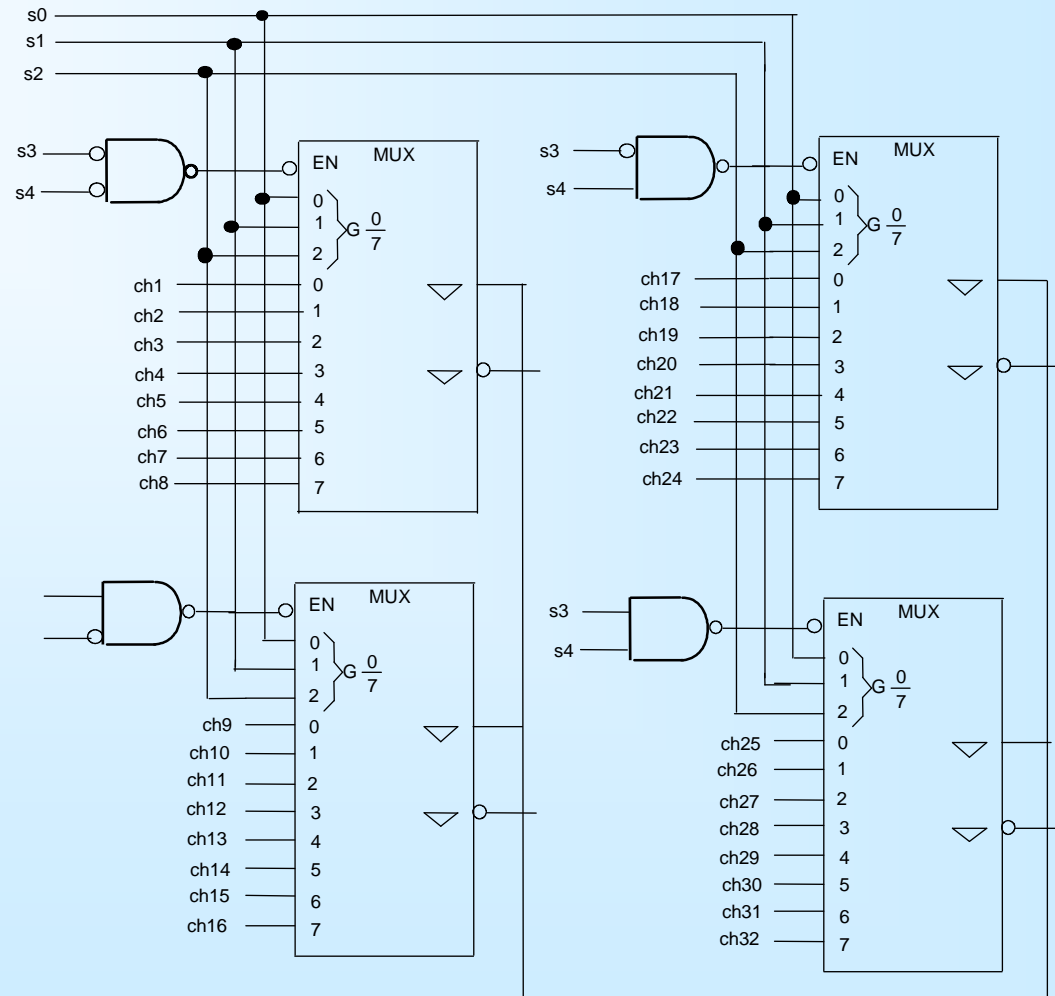 s0
s1
s2
s3
s4
EN
MUX
0
1
2
G 0/7
ch1
ch2
ch3
ch4
ch5
ch6
ch7
ch8
0
1
2
3
4
5
6
7
s3
s4
EN
MUX
0
1
2
G 0/7
ch17
ch18
ch19
ch20
ch21
ch22
ch23
ch24
0
1
2
3
4
5
6
7
EN
MUX
0
1
2
G 0/7
ch9
ch10
ch11
ch12
ch13
ch14
ch15
ch16
0
1
2
3
4
5
6
7
s3
s4
EN
MUX
0
1
2
G 0/7
ch25
ch26
ch27
ch28
ch29
ch30
ch31
ch32
0
1
2
3
4
5
6
7